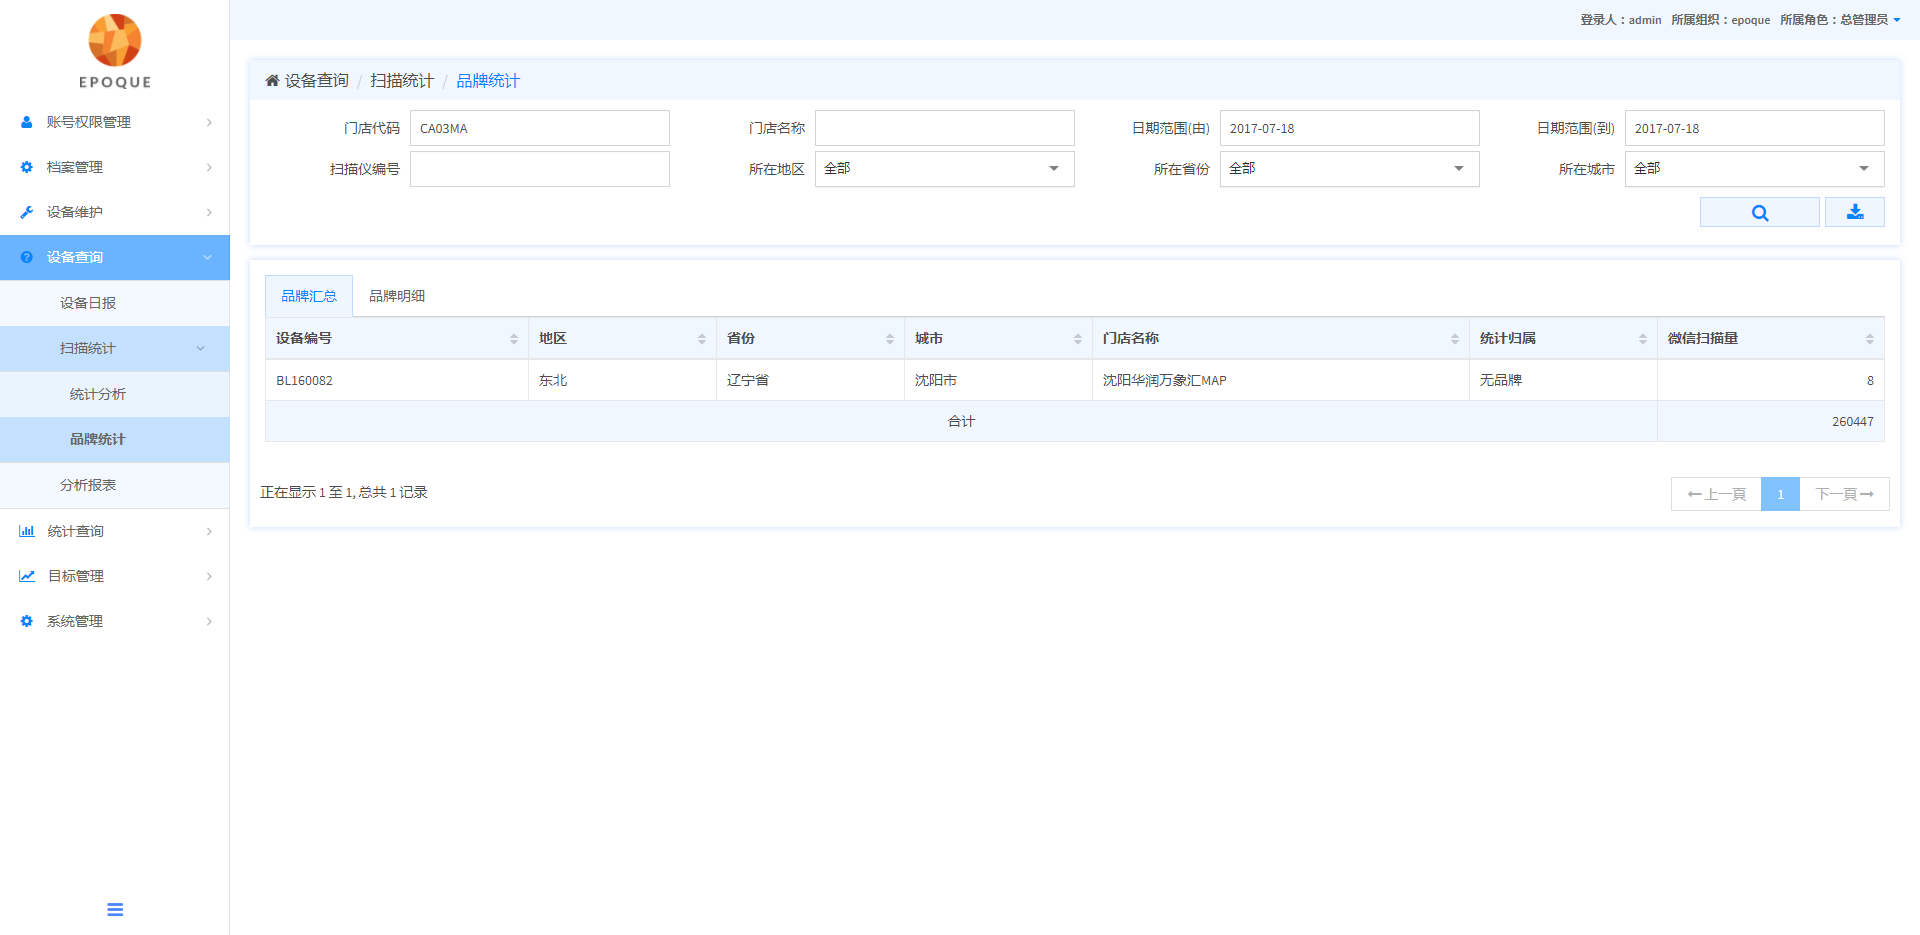 登录人：admin 所属组织：epoque 所属角色：总管理员
EPOQUE
账号权限管理
档案管理
设备维护
设备查询
设备日报
扫描统计
统计分析
品牌统计
分析报表
统计查询
目标管理
系统管理
设备查询 / 扫描统计 / 品牌统计
门店代码 CA03MA 门店名称 日期范围(由) 2017-07-18 日期范围(到) 2017-07-18
扫描仪编号 所在地区 全部 所在省份 全部 所在城市 全部
品牌汇总 品牌明细
设备编号 地区 省份 城市 门店名称 统计归属 微信扫描量
BL160082 东北 辽宁省 沈阳市 沈阳华润万象汇MAP 无品牌 8
合计 260447
正在显示 1 至 1, 总共 1 记录
←上一頁 1 下一頁→